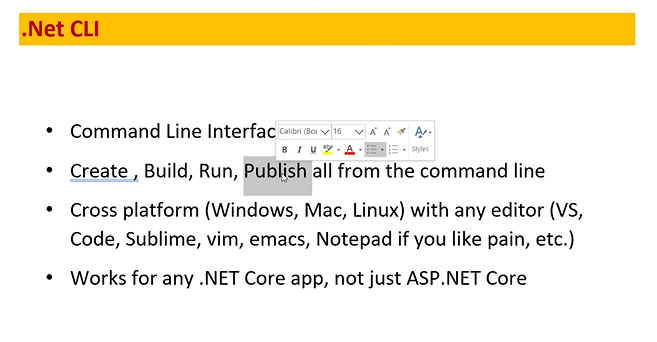 .Net CLI
Command Line Interfac
Calibri (Boc 16
B I U Styles
Create , Build, Run, Publish all from the command line
Cross platform (Windows, Mac, Linux) with any editor (VS,
Code, Sublime, vim, emacs, Notepad if you like pain, etc.)
Works for any .NET Core app, not just ASP.NET Core